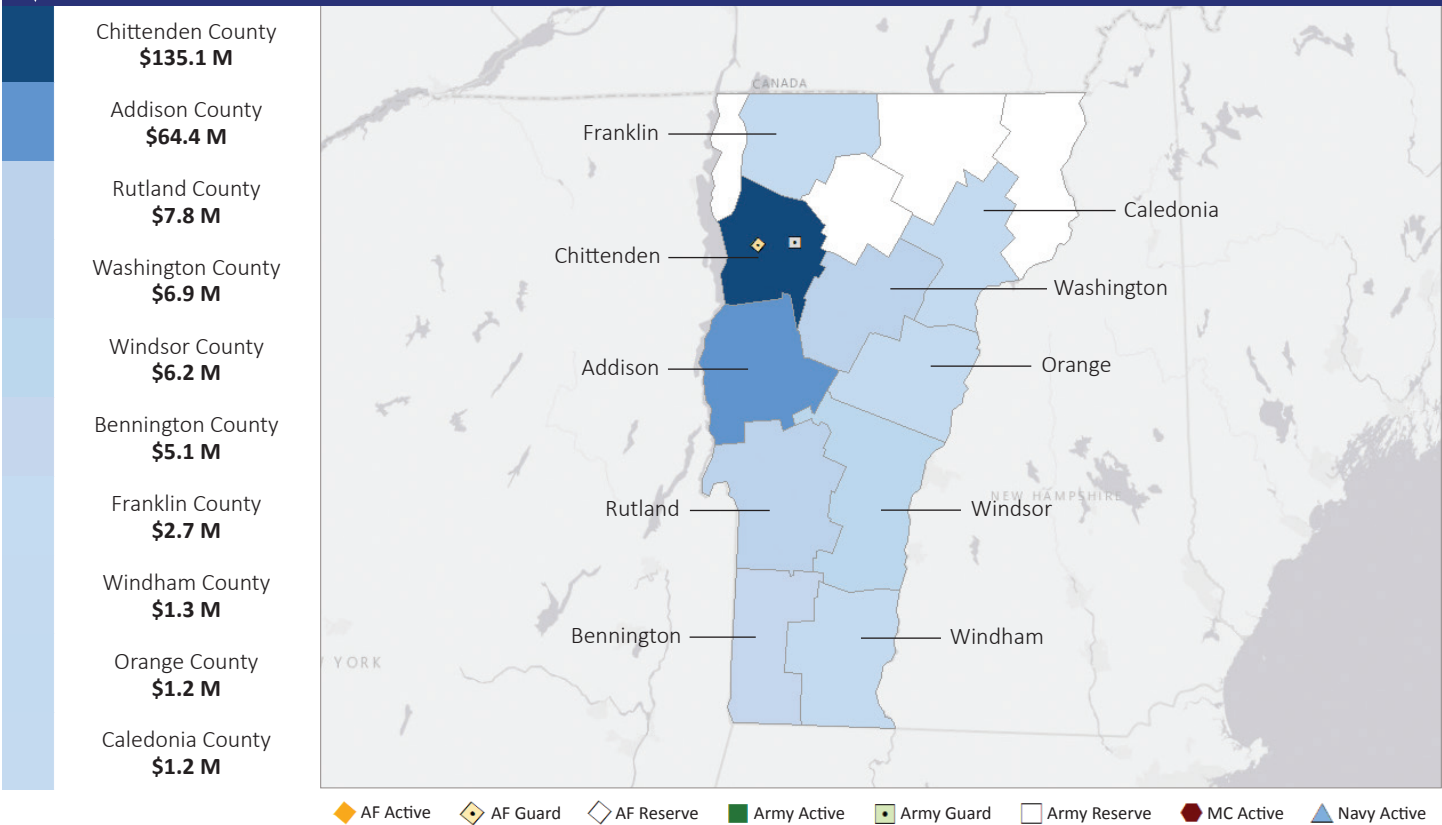 Chittenden County
$135.1 M
Addison County
$64.4 M
Rutland County
$7.8 M
Washington County
$6.9 M
Windsor County
$6.2 M
Bennington County
$5.1 M
Franklin County
$2.7 M
Windham County
$1.3 M
Orange County
$1.2 M
Caledonia County
$1.2 M
CANADA
Franklin
Caledonia
Chittenden
Washington
Addison
Orange
NEW HAMPSHIRE
Rutland
Windsor
Bennington
Windham
YORK
AF Active
AF Guard
AF Reserve
Army Active
Army Guard
Army Reserve
MC Active
Navy Active